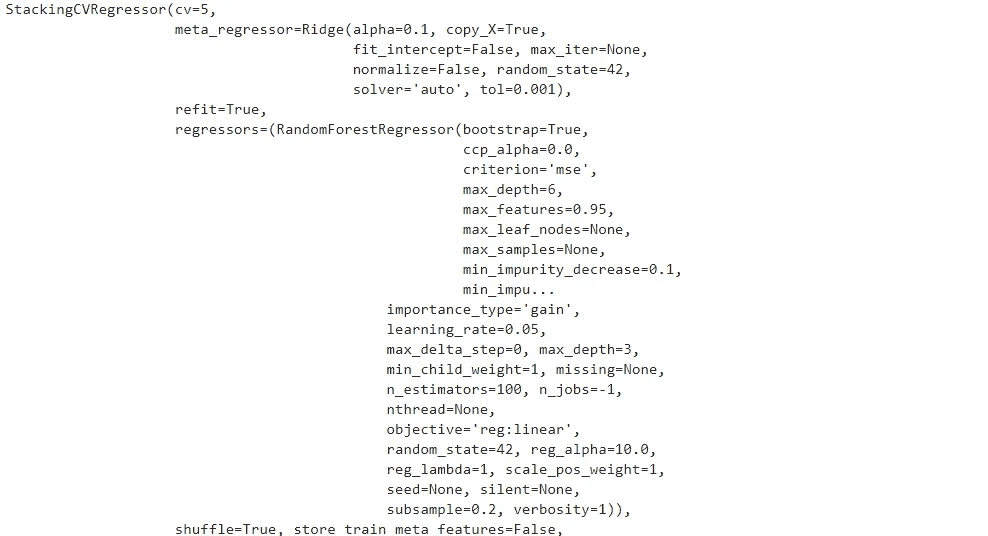 StackingCVRegressor(cv=5,
meta_regressor=Ridge(alpha=0.1, copy_X=True,
fit_intercept=False, max_iter=None,
normalize=False, random_state=42,
solver='auto', tol=0.001),
refit=True,
regressors=(RandomForestRegressor(bootstrap=True,
ccp_alpha=0.0,
criterion='mse',
max_depth=6,
max_features=0.95,
max_leaf_nodes=None,
max_samples=None,
min_impurity_decrease=0.1,
min_impu...
importance_type='gain',
learning_rate=0.05,
max_delta_step=0, max_depth=3,
min_child_weight=1, missing=None,
n_estimators=100, n_jobs=-1,
nthread=None,
objective='reg:linear',
random_state=42, reg_alpha=10.0,
reg_lambda=1, scale_pos_weight=1,
seed=None, silent=None,
subsample=0.2, verbosity=1)),
shuffle=True, store_train_meta_features=False,